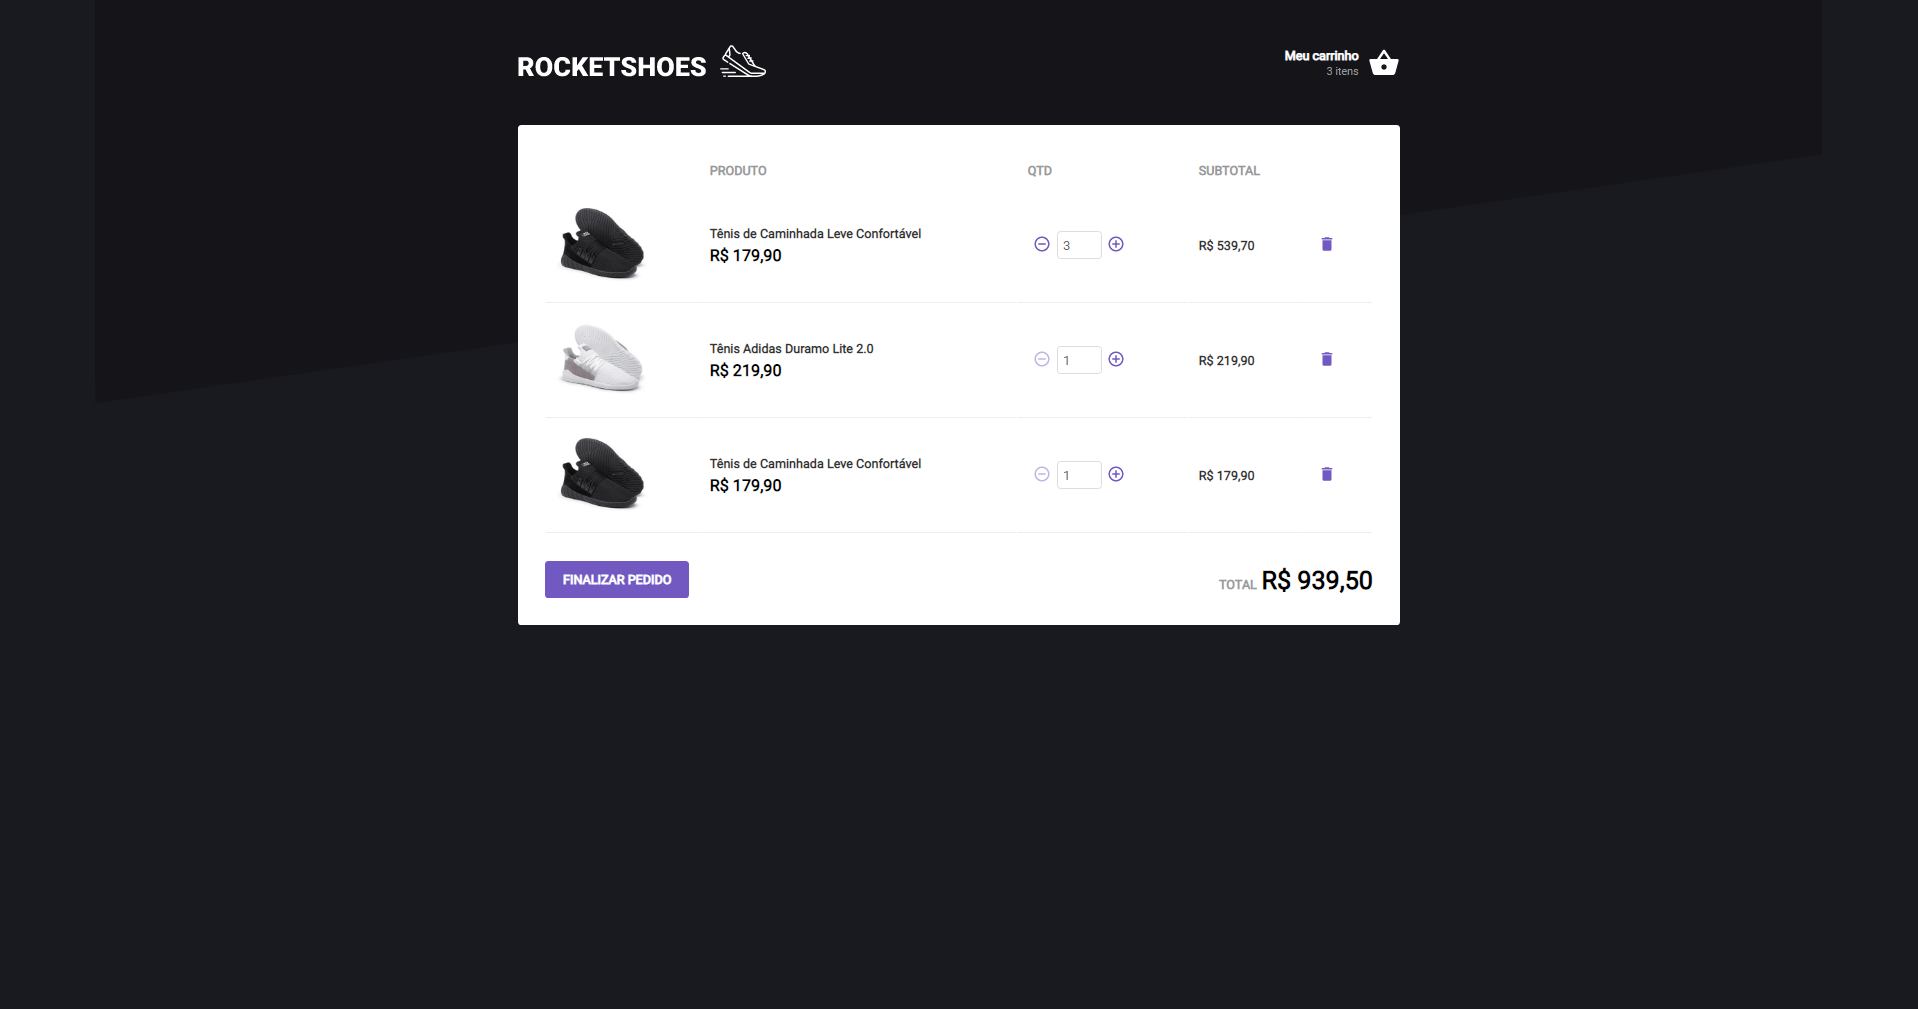 ROCKETSHOES
Meu carrinho
3 itens
PRODUTO QTD SUBTOTAL
Tênis de Caminhada Leve Confortável
R$ 179,90
3
R$ 539,70
Tênis Adidas Duramo Lite 2.0
R$ 219,90
1
R$ 219,90
Tênis de Caminhada Leve Confortável
R$ 179,90
1
R$ 179,90
FINALIZAR PEDIDO
TOTAL R$ 939,50